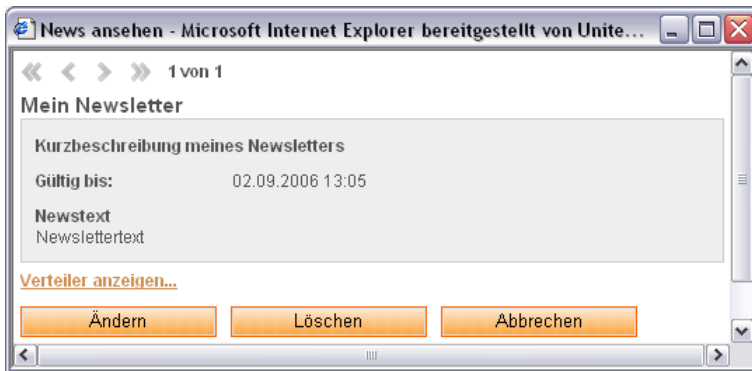 News ansehen - Microsoft Internet Explorer bereitgestellt von Unite...
1 von 1
Mein Newsletter
Kurzbeschreibung meines Newsletters
Gültig bis: 02.09.2006 13:05
Newstext
Newslettertext
Verteiler anzeigen...
Ändern Löschen Abbrechen